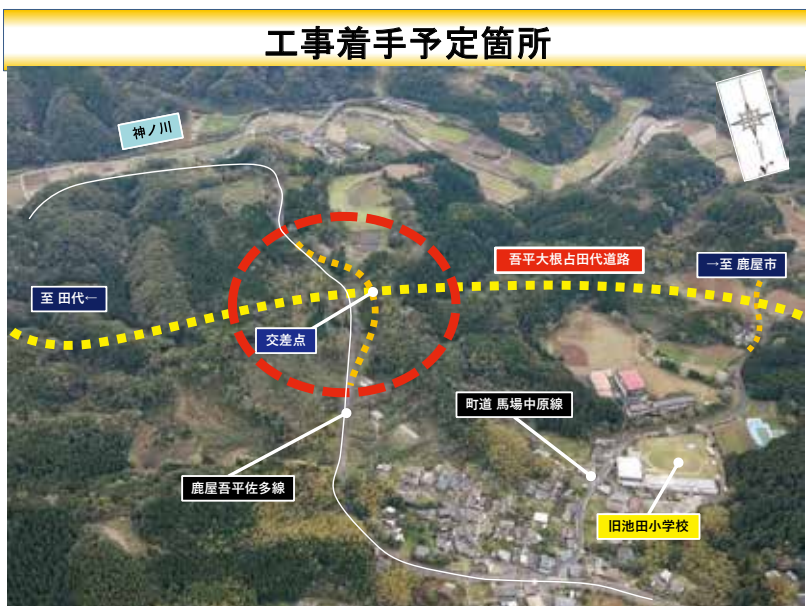 工事着手予定箇所
神ノ川
吾平大根占田代道路
→至 鹿屋市
至 田代←
交差点
町道 馬場中原線
鹿屋吾平佐多線
旧池田小学校